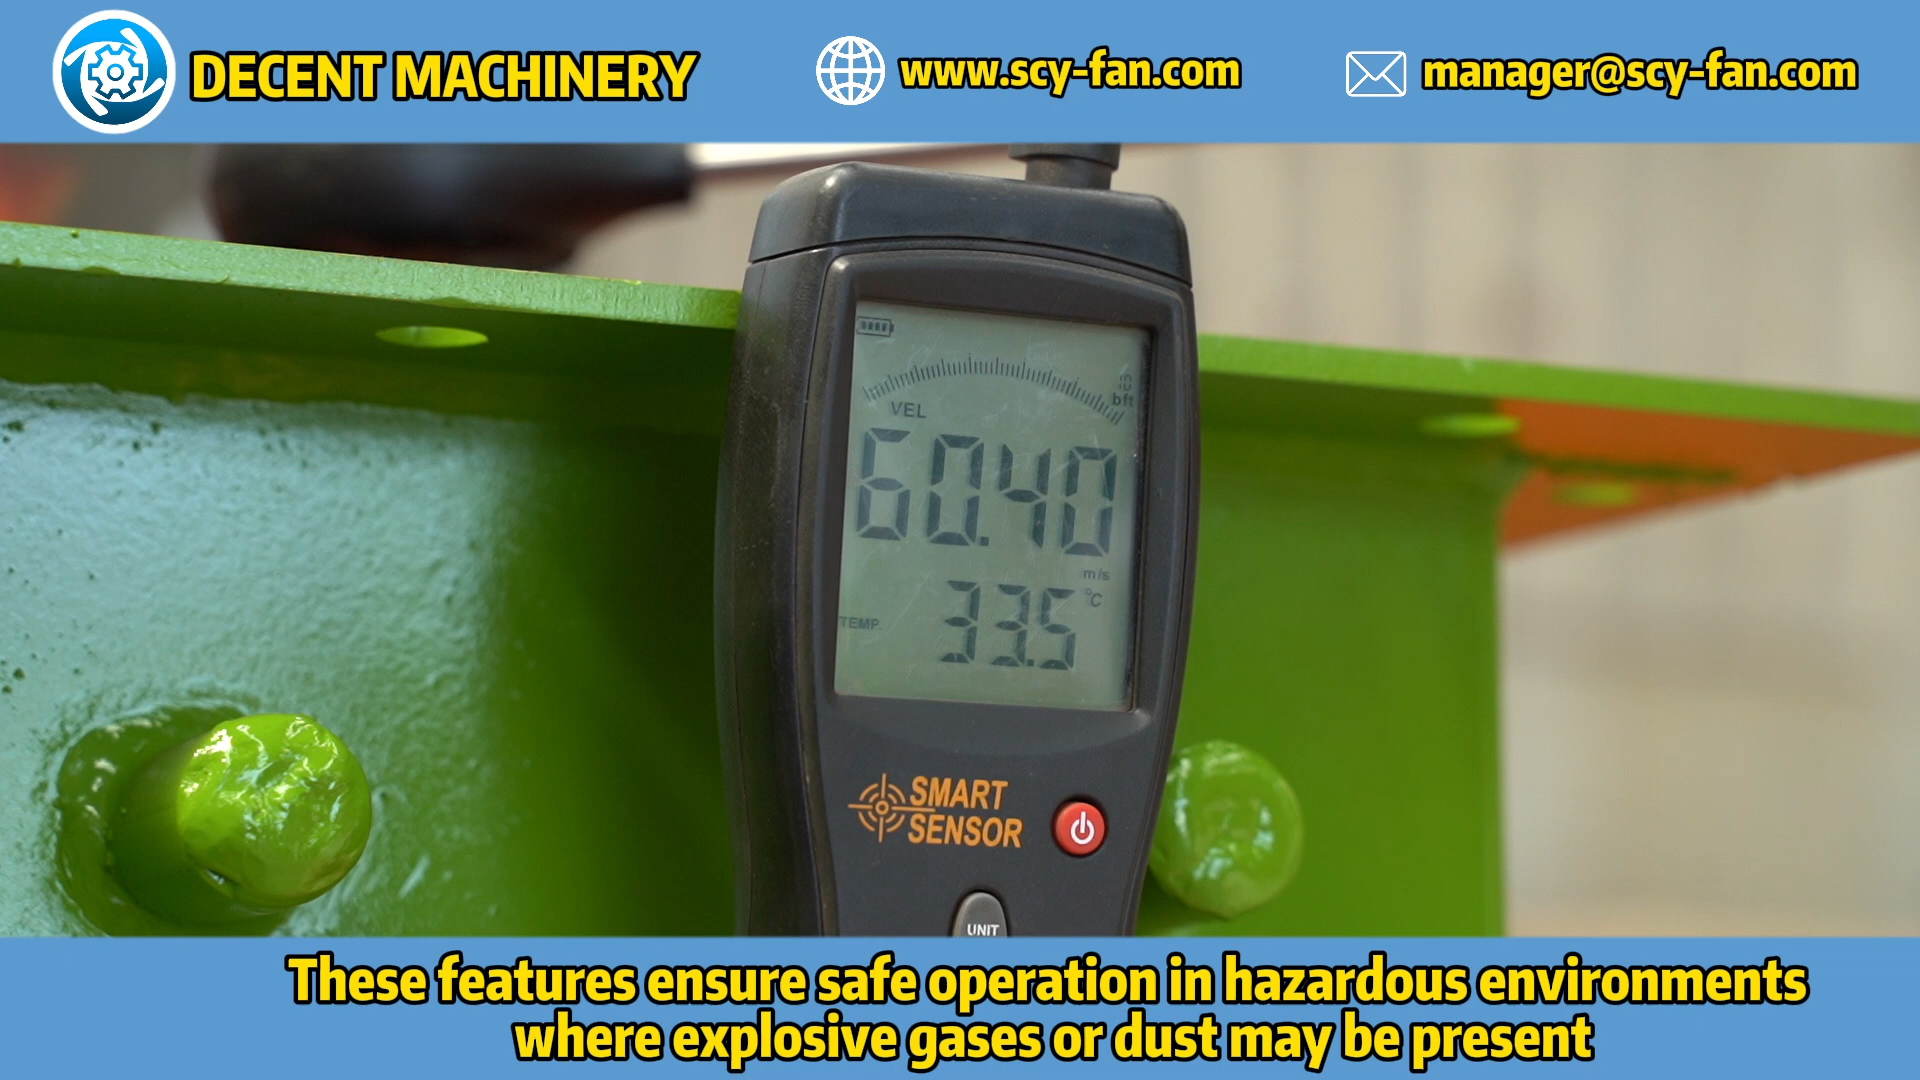 DECENT MACHINERY
www.scy-fan.com
manager@scy-fan.com
bft
VEL
60.40
m/s
33.5
°C
TEMP.
SMART
SENSOR
UNIT
These features ensure safe operation in hazardous environments
where explosive gases or dust may be present